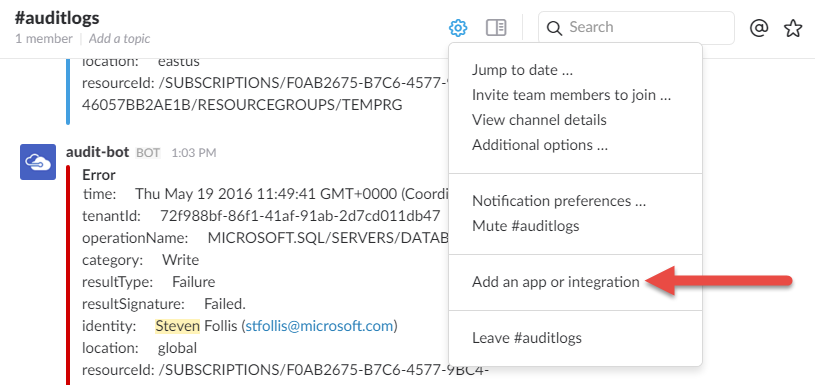 #auditlogs
1 member | Add a topic
Search
location: eastus
resourceId: /SUBSCRIPTIONS/F0AB2675-B7C6-4577-
46057BB2AE1B/RESOURCEGROUPS/TEMPRG
audit-bot BOT 1:03 PM
Error
time: Thu May 19 2016 11:49:41 GMT+0000 (Coordi
tenantId: 72f988bf-86f1-41af-91ab-2d7cd011db47
operationName: MICROSOFT.SQL/SERVERS/DATAB
category: Write
resultType: Failure
resultSignature: Failed.
identity: Steven Follis (stfollis@microsoft.com)
location: global
resourceId: /SUBSCRIPTIONS/F0AB2675-B7C6-4577-9BC4-
Jump to date ...
Invite team members to join ...
View channel details
Additional options ...
Notification preferences ...
Mute #auditlogs
Add an app or integration
Leave #auditlogs